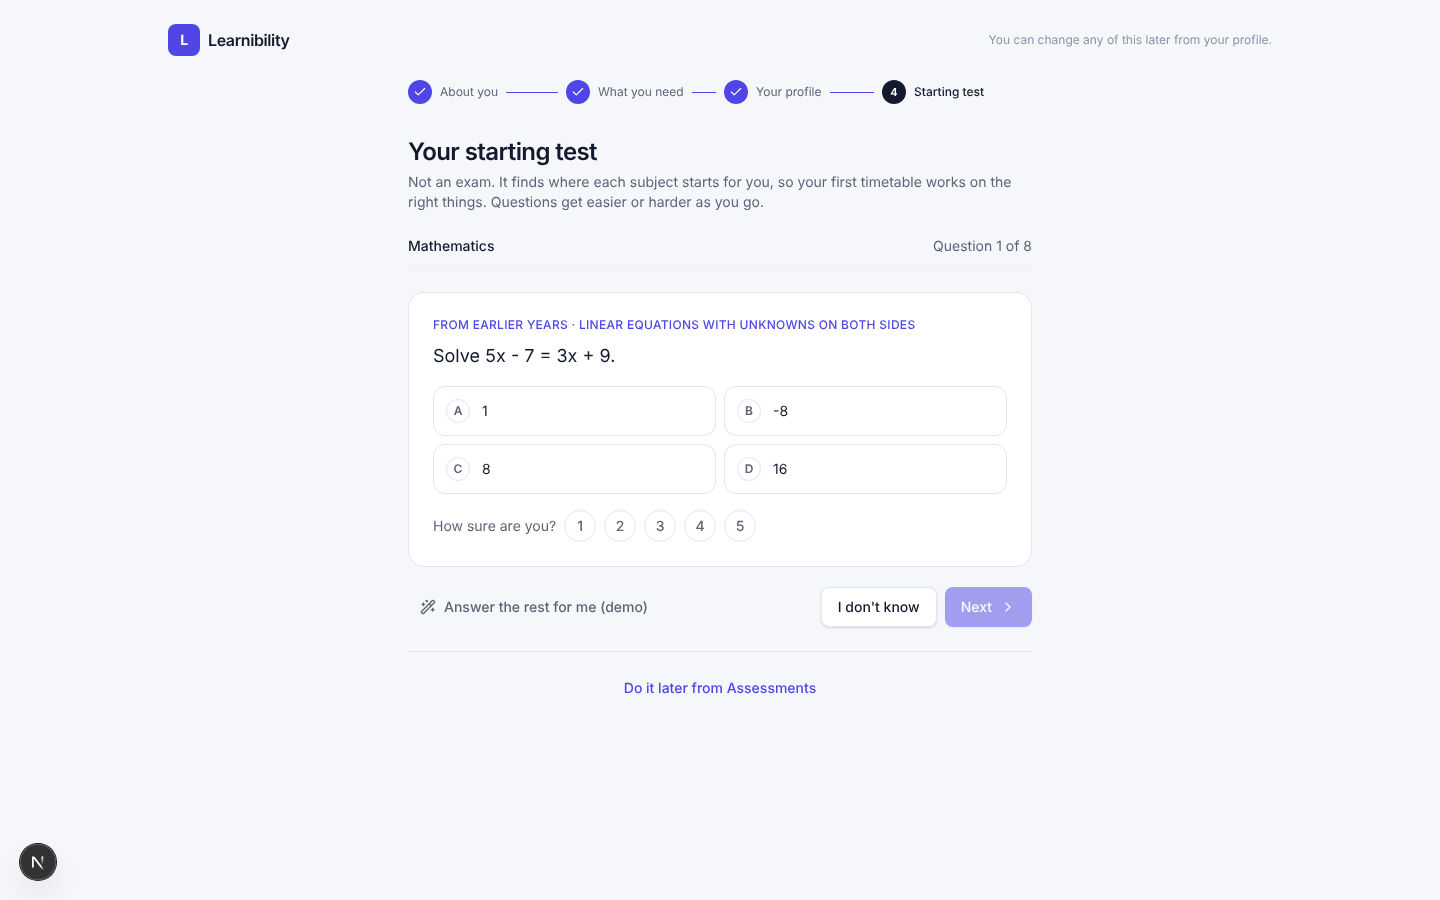 L Learnibility
You can change any of this later from your profile.
About you
What you need
Your profile
4 Starting test
Your starting test
Not an exam. It finds where each subject starts for you, so your first timetable works on the
right things. Questions get easier or harder as you go.
Mathematics
Question 1 of 8
FROM EARLIER YEARS · LINEAR EQUATIONS WITH UNKNOWNS ON BOTH SIDES
Solve 5x - 7 = 3x + 9.
A 1
B -8
C 8
D 16
How sure are you? 1 2 3 4 5
Answer the rest for me (demo)
I don't know
Next
Do it later from Assessments
N